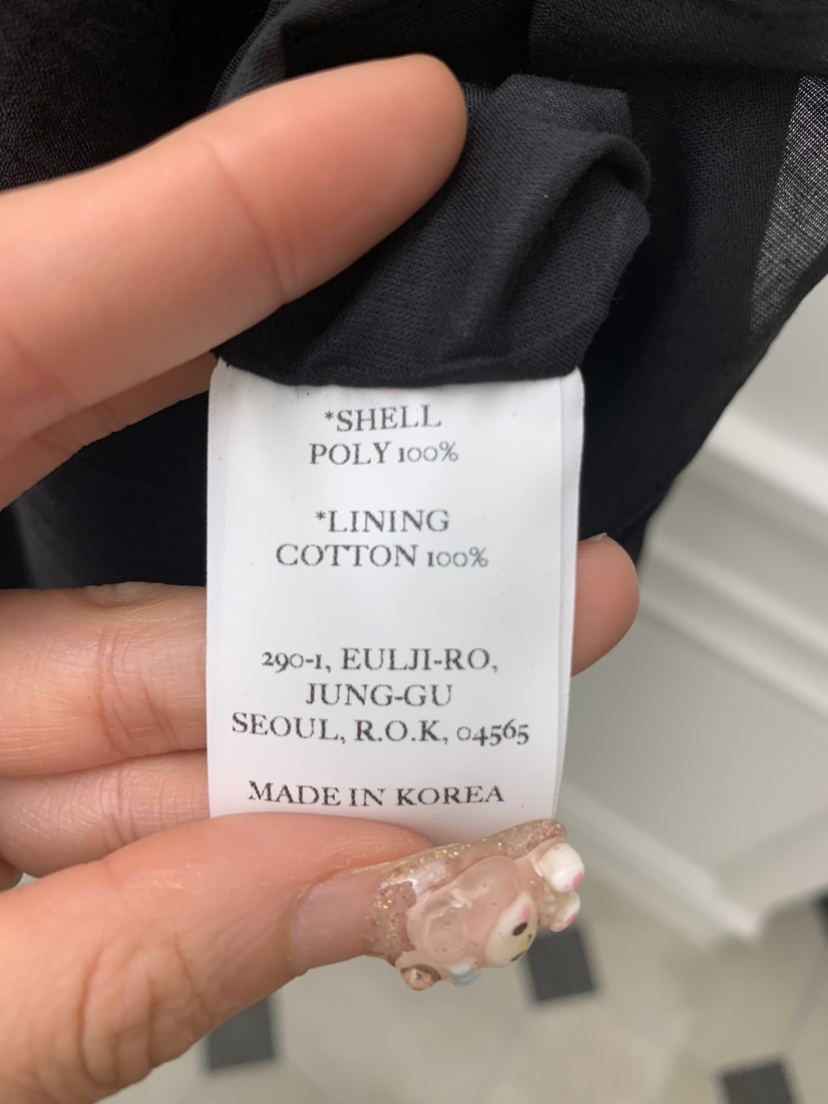 *SHELL
POLY 100%
*LINING
COTTON 100%
290-1, EULJI-RO,
JUNG-GU
SEOUL, R.O.K, 04565
MADE IN KOREA